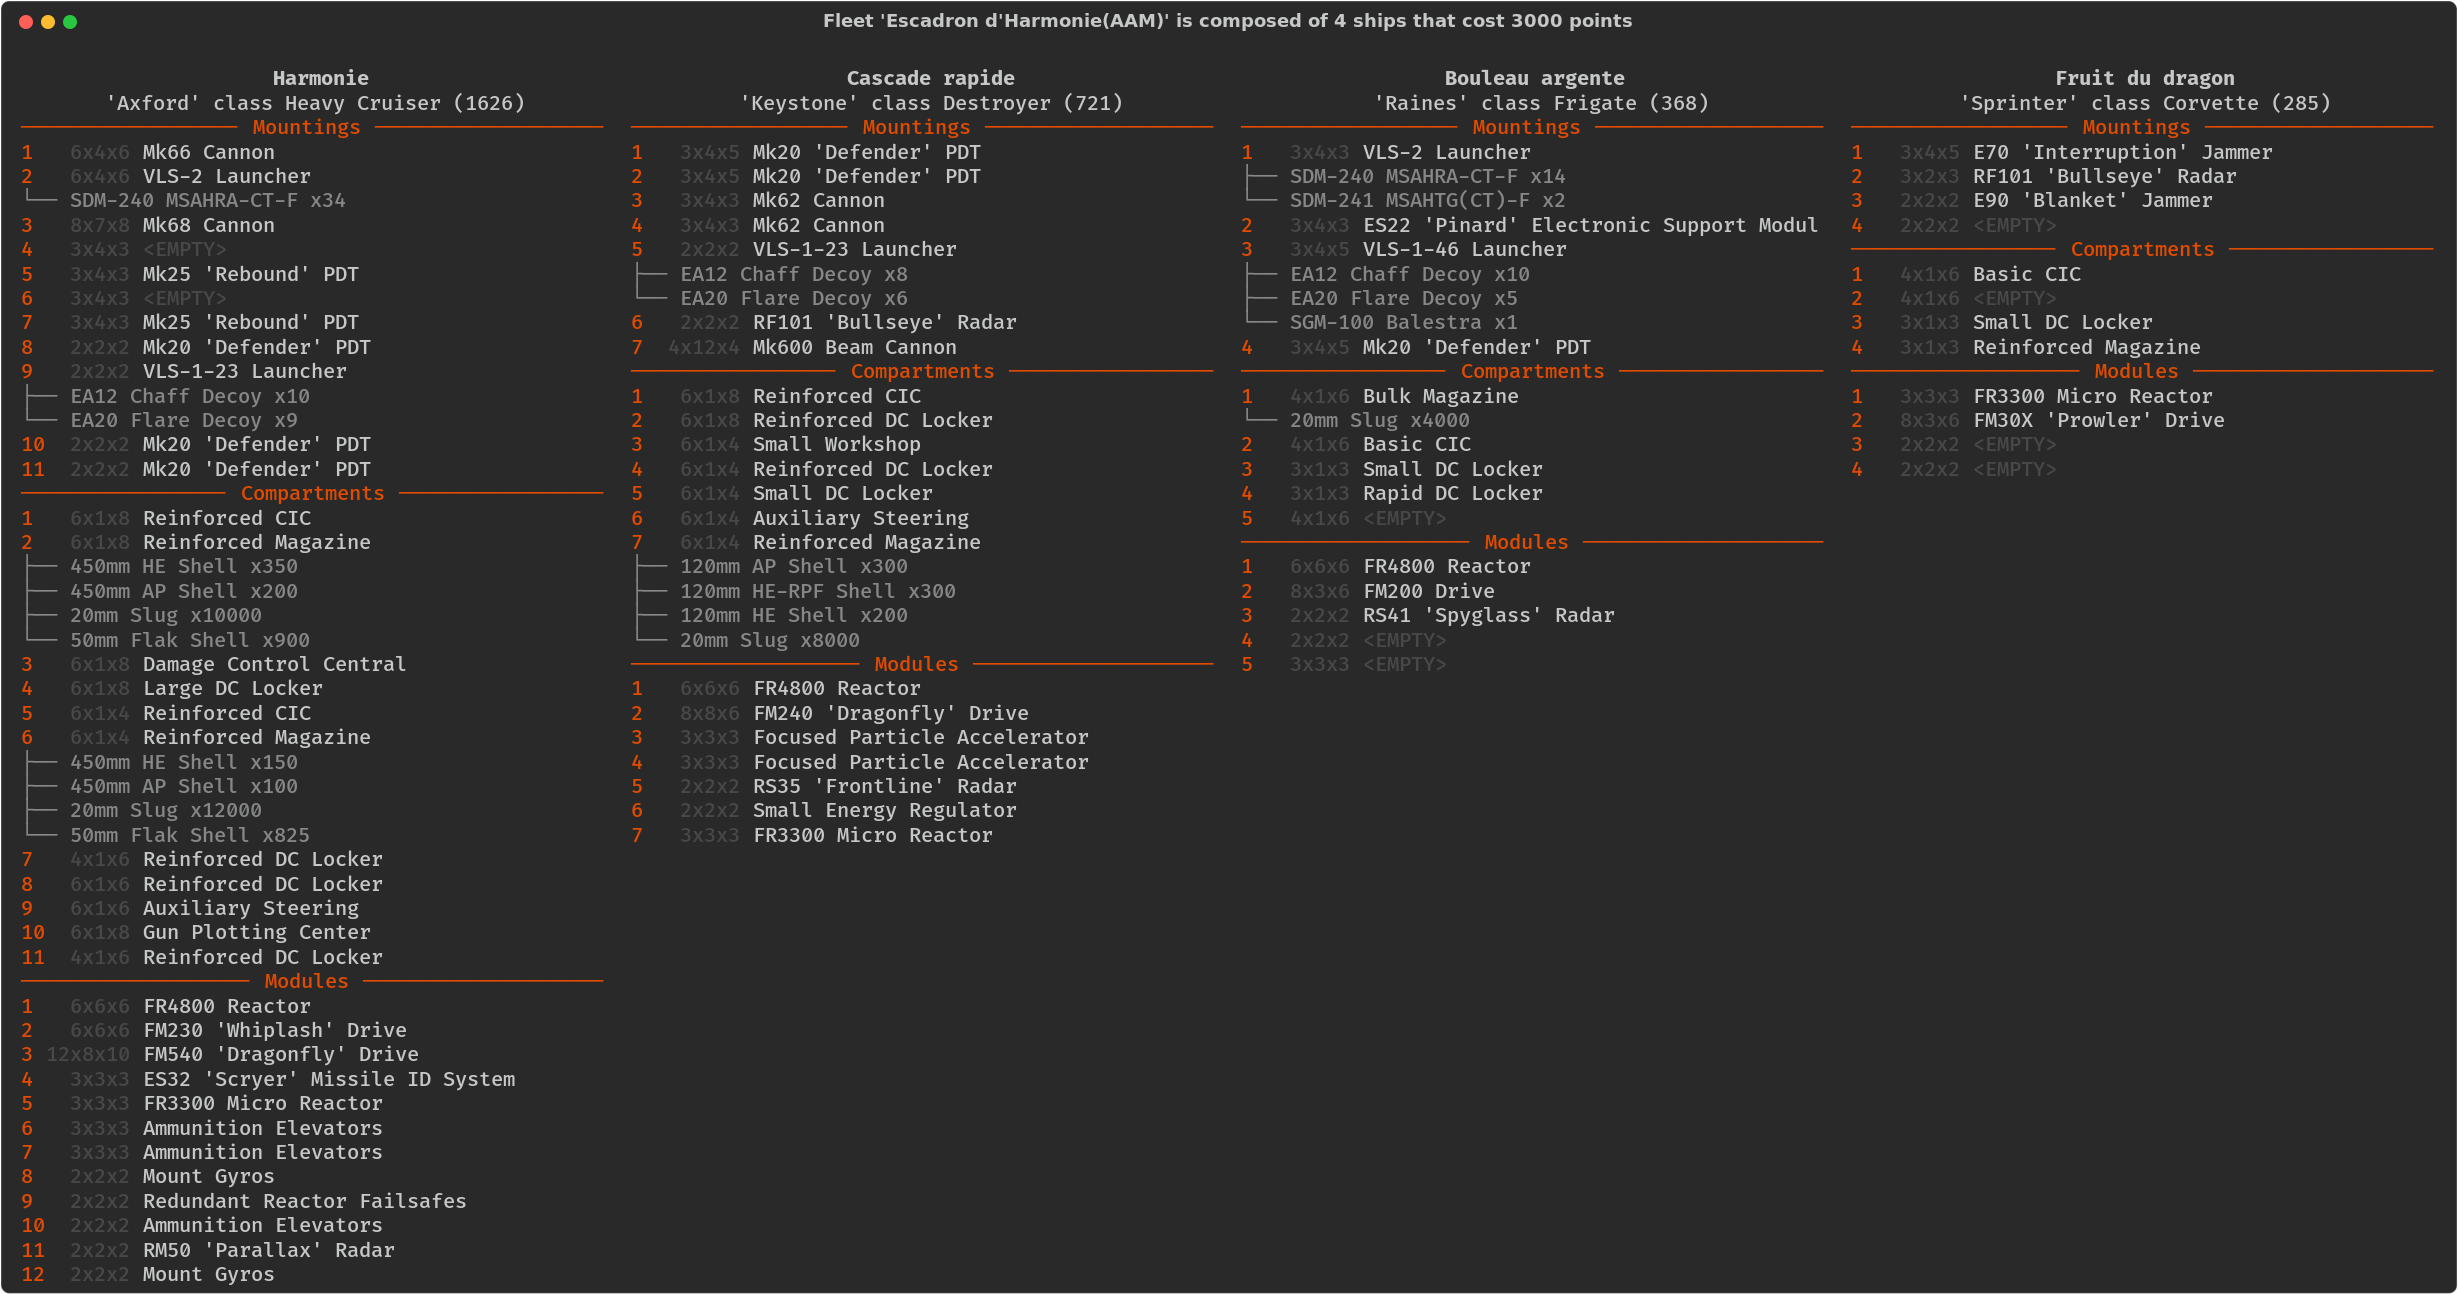 Fleet 'Escadron d'Harmonie(AAM)' is composed of 4 ships that cost 3000 points
Harmonie
'Axford' class Heavy Cruiser (1626)
Mountings
1 6x4x6 Mk66 Cannon
2 6x4x6 VLS-2 Launcher
SDM-240 MSAHRA-CT-F x34
3 8x7x8 Mk68 Cannon
4 3x4x3 <EMPTY>
5 3x4x3 Mk25 'Rebound' PDT
6 3x4x3 <EMPTY>
7 3x4x3 Mk25 'Rebound' PDT
8 2x2x2 Mk20 'Defender' PDT
9 2x2x2 VLS-1-23 Launcher
EA12 Chaff Decoy x10
EA20 Flare Decoy x9
10 2x2x2 Mk20 'Defender' PDT
11 2x2x2 Mk20 'Defender' PDT
Compartments
1 6x1x8 Reinforced CIC
2 6x1x8 Reinforced Magazine
450mm HE Shell x350
450mm AP Shell x200
20mm Slug x10000
50mm Flak Shell x900
3 6x1x8 Damage Control Central
4 6x1x8 Large DC Locker
5 6x1x4 Reinforced CIC
6 6x1x4 Reinforced Magazine
450mm HE Shell x150
450mm AP Shell x100
20mm Slug x12000
50mm Flak Shell x825
7 4x1x6 Reinforced DC Locker
8 6x1x6 Reinforced DC Locker
9 6x1x6 Auxiliary Steering
10 6x1x8 Gun Plotting Center
11 4x1x6 Reinforced DC Locker
Modules
1 6x6x6 FR4800 Reactor
2 6x6x6 FM230 'Whiplash' Drive
3 12x8x10 FM540 'Dragonfly' Drive
4 3x3x3 ES32 'Scryer' Missile ID System
5 3x3x3 FR3300 Micro Reactor
6 3x3x3 Ammunition Elevators
7 3x3x3 Ammunition Elevators
8 2x2x2 Mount Gyros
9 2x2x2 Redundant Reactor Failsafes
10 2x2x2 Ammunition Elevators
11 2x2x2 RM50 'Parallax' Radar
12 2x2x2 Mount Gyros
Cascade rapide
'Keystone' class Destroyer (721)
Mountings
1 3x4x5 Mk20 'Defender' PDT
2 3x4x5 Mk20 'Defender' PDT
3 3x4x3 Mk62 Cannon
4 3x4x3 Mk62 Cannon
5 2x2x2 VLS-1-23 Launcher
EA12 Chaff Decoy x8
EA20 Flare Decoy x6
6 2x2x2 RF101 'Bullseye' Radar
7 4x12x4 Mk600 Beam Cannon
Compartments
1 6x1x8 Reinforced CIC
2 6x1x8 Reinforced DC Locker
3 6x1x4 Small Workshop
4 6x1x4 Reinforced DC Locker
5 6x1x4 Small DC Locker
6 6x1x4 Auxiliary Steering
7 6x1x4 Reinforced Magazine
120mm AP Shell x300
120mm HE-RPF Shell x300
120mm HE Shell x200
20mm Slug x8000
Modules
1 6x6x6 FR4800 Reactor
2 8x8x6 FM240 'Dragonfly' Drive
3 3x3x3 Focused Particle Accelerator
4 3x3x3 Focused Particle Accelerator
5 2x2x2 RS35 'Frontline' Radar
6 2x2x2 Small Energy Regulator
7 3x3x3 FR3300 Micro Reactor
Bouleau argente
'Raines' class Frigate (368)
Mountings
1 3x4x3 VLS-2 Launcher
SDM-240 MSAHRA-CT-F x14
SDM-241 MSAHTG(CT)-F x2
2 3x4x3 ES22 'Pinard' Electronic Support Modul
3 3x4x5 VLS-1-46 Launcher
EA12 Chaff Decoy x10
EA20 Flare Decoy x5
SGM-100 Balestra x1
4 3x4x5 Mk20 'Defender' PDT
Compartments
1 4x1x6 Bulk Magazine
20mm Slug x4000
2 4x1x6 Basic CIC
3 3x1x3 Small DC Locker
4 3x1x3 Rapid DC Locker
5 4x1x6 <EMPTY>
Modules
1 6x6x6 FR4800 Reactor
2 8x3x6 FM200 Drive
3 2x2x2 RS41 'Spyglass' Radar
4 2x2x2 <EMPTY>
5 3x3x3 <EMPTY>
Fruit du dragon
'Sprinter' class Corvette (285)
Mountings
1 3x4x5 E70 'Interruption' Jammer
2 3x2x3 RF101 'Bullseye' Radar
3 2x2x2 E90 'Blanket' Jammer
4 2x2x2 <EMPTY>
Compartments
1 4x1x6 Basic CIC
2 4x1x6 <EMPTY>
3 3x1x3 Small DC Locker
4 3x1x3 Reinforced Magazine
Modules
1 3x3x3 FR3300 Micro Reactor
2 8x3x6 FM30X 'Prowler' Drive
3 2x2x2 <EMPTY>
4 2x2x2 <EMPTY>